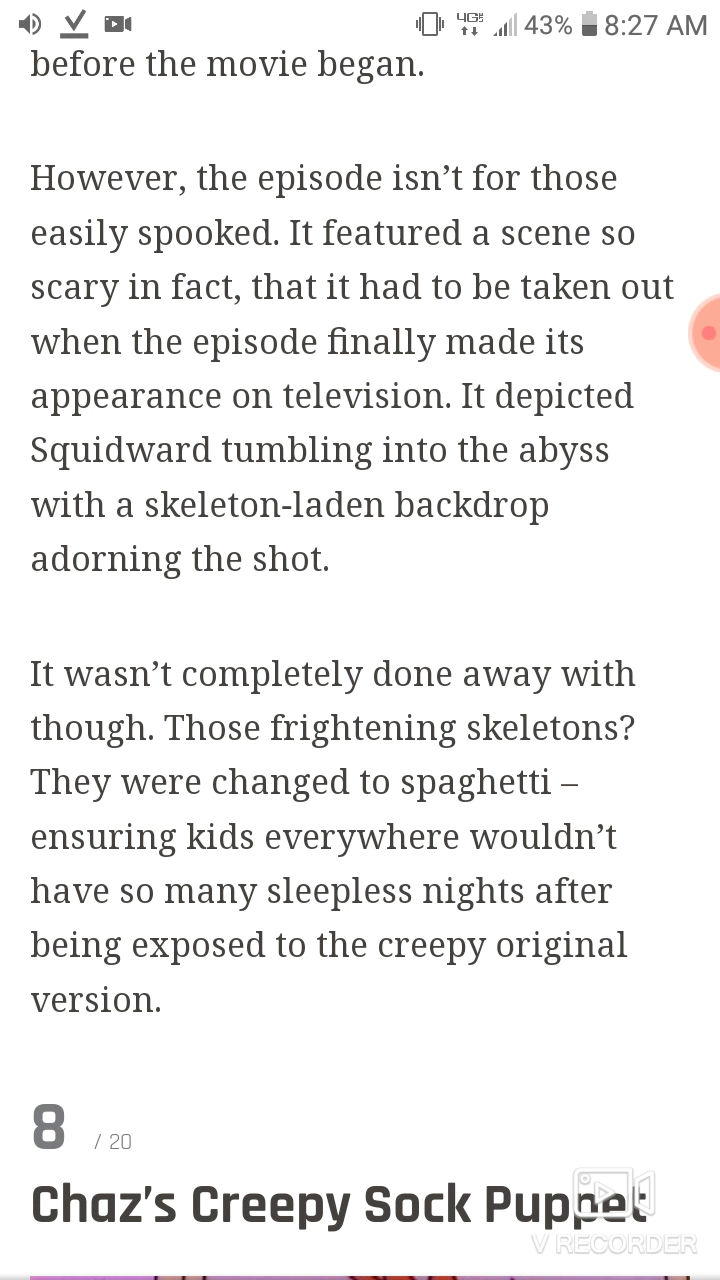 4G 43% 8:27 AM
before the movie began.
However, the episode isn’t for those
easily spooked. It featured a scene so
scary in fact, that it had to be taken out
when the episode finally made its
appearance on television. It depicted
Squidward tumbling into the abyss
with a skeleton-laden backdrop
adorning the shot.
It wasn’t completely done away with
though. Those frightening skeletons?
They were changed to spaghetti –
ensuring kids everywhere wouldn’t
have so many sleepless nights after
being exposed to the creepy original
version.
8 / 20
Chaz’s Creepy Sock Puppet
V RECORDER